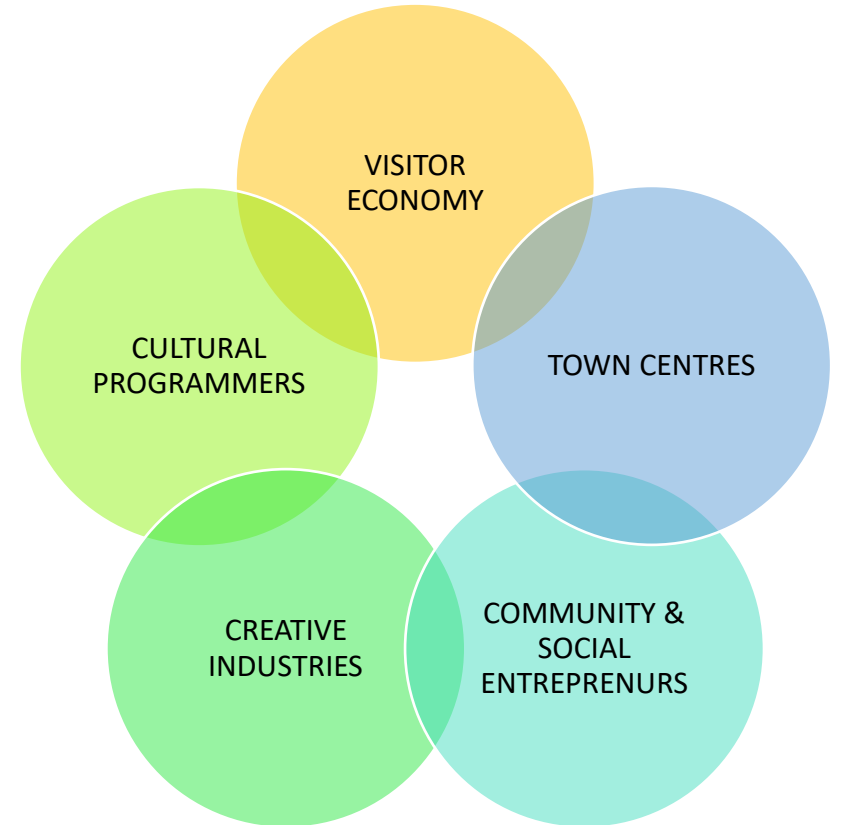 VISITOR
ECONOMY
TOWN CENTRES
COMMUNITY &
SOCIAL
ENTREPRENURS
CREATIVE
INDUSTRIES
CULTURAL
PROGRAMMERS